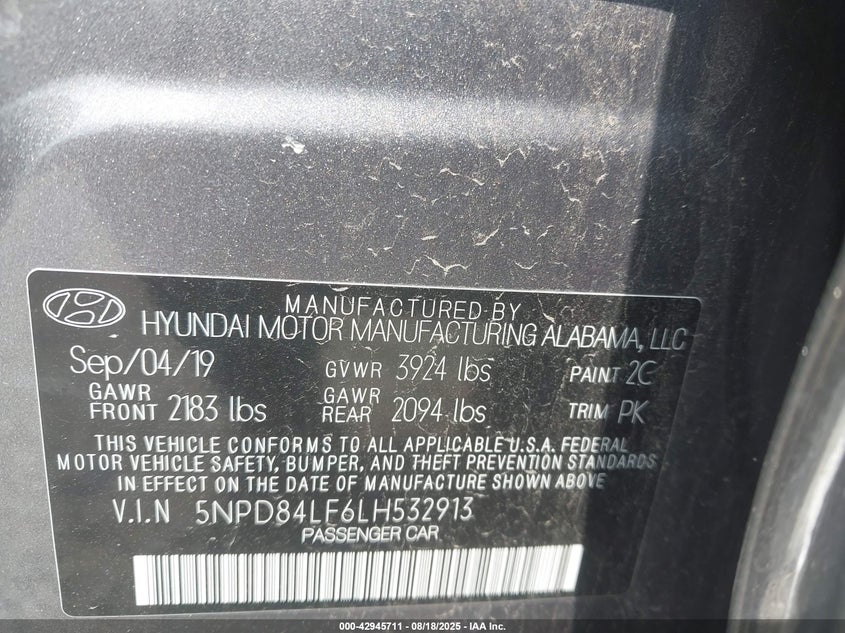 MANUFACTURED BY
HYUNDAI MOTOR MANUFACTURING ALABAMA, LLC
Sep/04/19 GVWR 3924 lbs PAINT 2C
GAWR FRONT 2183 lbs GAWR REAR 2094 lbs TRIM PK
THIS VEHICLE CONFORMS TO ALL APPLICABLE U.S.A. FEDERAL
MOTOR VEHICLE SAFETY, BUMPER, AND THEFT PREVENTION STANDARDS
IN EFFECT ON THE DATE OF MANUFACTURE SHOWN ABOVE
V.I.N 5NPD84LF6LH532913
PASSENGER CAR
000-42945711 - 08/18/2025 - IAA Inc.